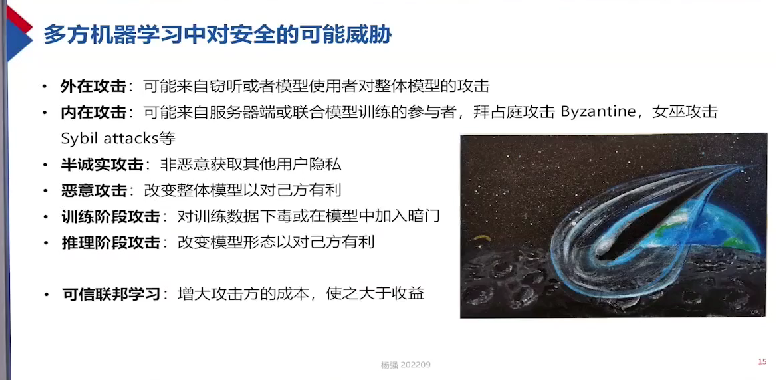 多方机器学习中对安全的可能威胁
• 外在攻击：可能来自窃听或者模型使用者对整体模型的攻击
• 内在攻击：可能来自服务器端或联合模型训练的参与者，拜占庭攻击 Byzantine，女巫攻击
Sybil attacks等
• 半诚实攻击：非恶意获取其他用户隐私
• 恶意攻击：改变整体模型以对己方有利
• 训练阶段攻击：对训练数据下毒或在模型中加入暗门
• 推理阶段攻击：改变模型形态以对己方有利
• 可信联邦学习：增大攻击方的成本，使之大于收益
杨强 202209
15